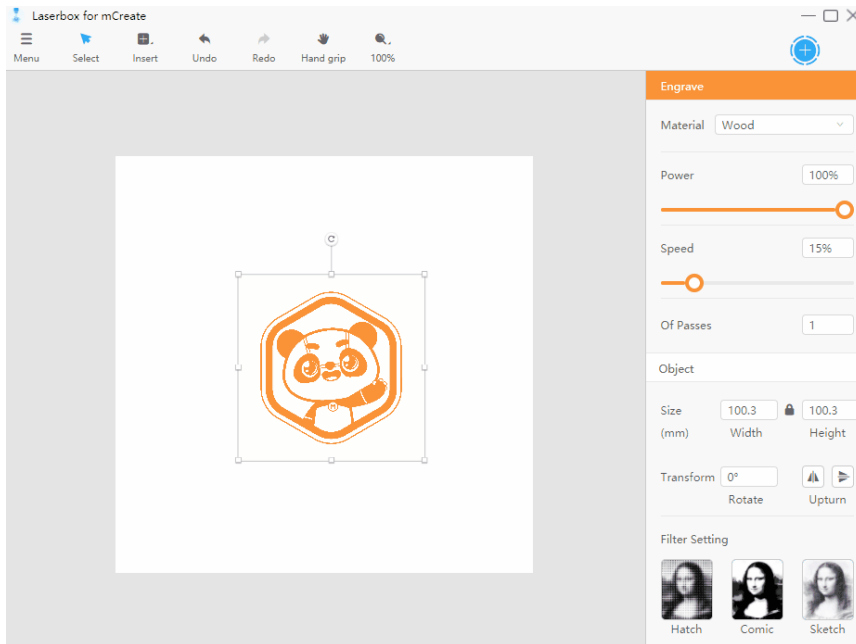 Laserbox for mCreate
Menu Select Insert Undo Redo Hand grip 100%
Engrave
Material Wood
Power 100%
Speed 15%
Of Passes 1
Object
Size 100.3 100.3
(mm) Width Height
Transform 0°
Rotate Upturn
Filter Setting
Hatch Comic Sketch